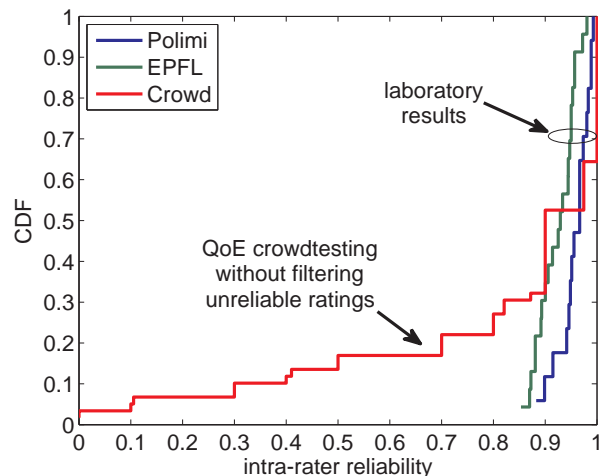 1
0.9
0.8
0.7
0.6
0.5
0.4
0.3
0.2
0.1
0
CDF
Polimi
EPFL
Crowd
laboratory
results
QoE crowdtesting
without filtering
unreliable ratings
0 0.1 0.2 0.3 0.4 0.5 0.6 0.7 0.8 0.9 1
intra-rater reliability